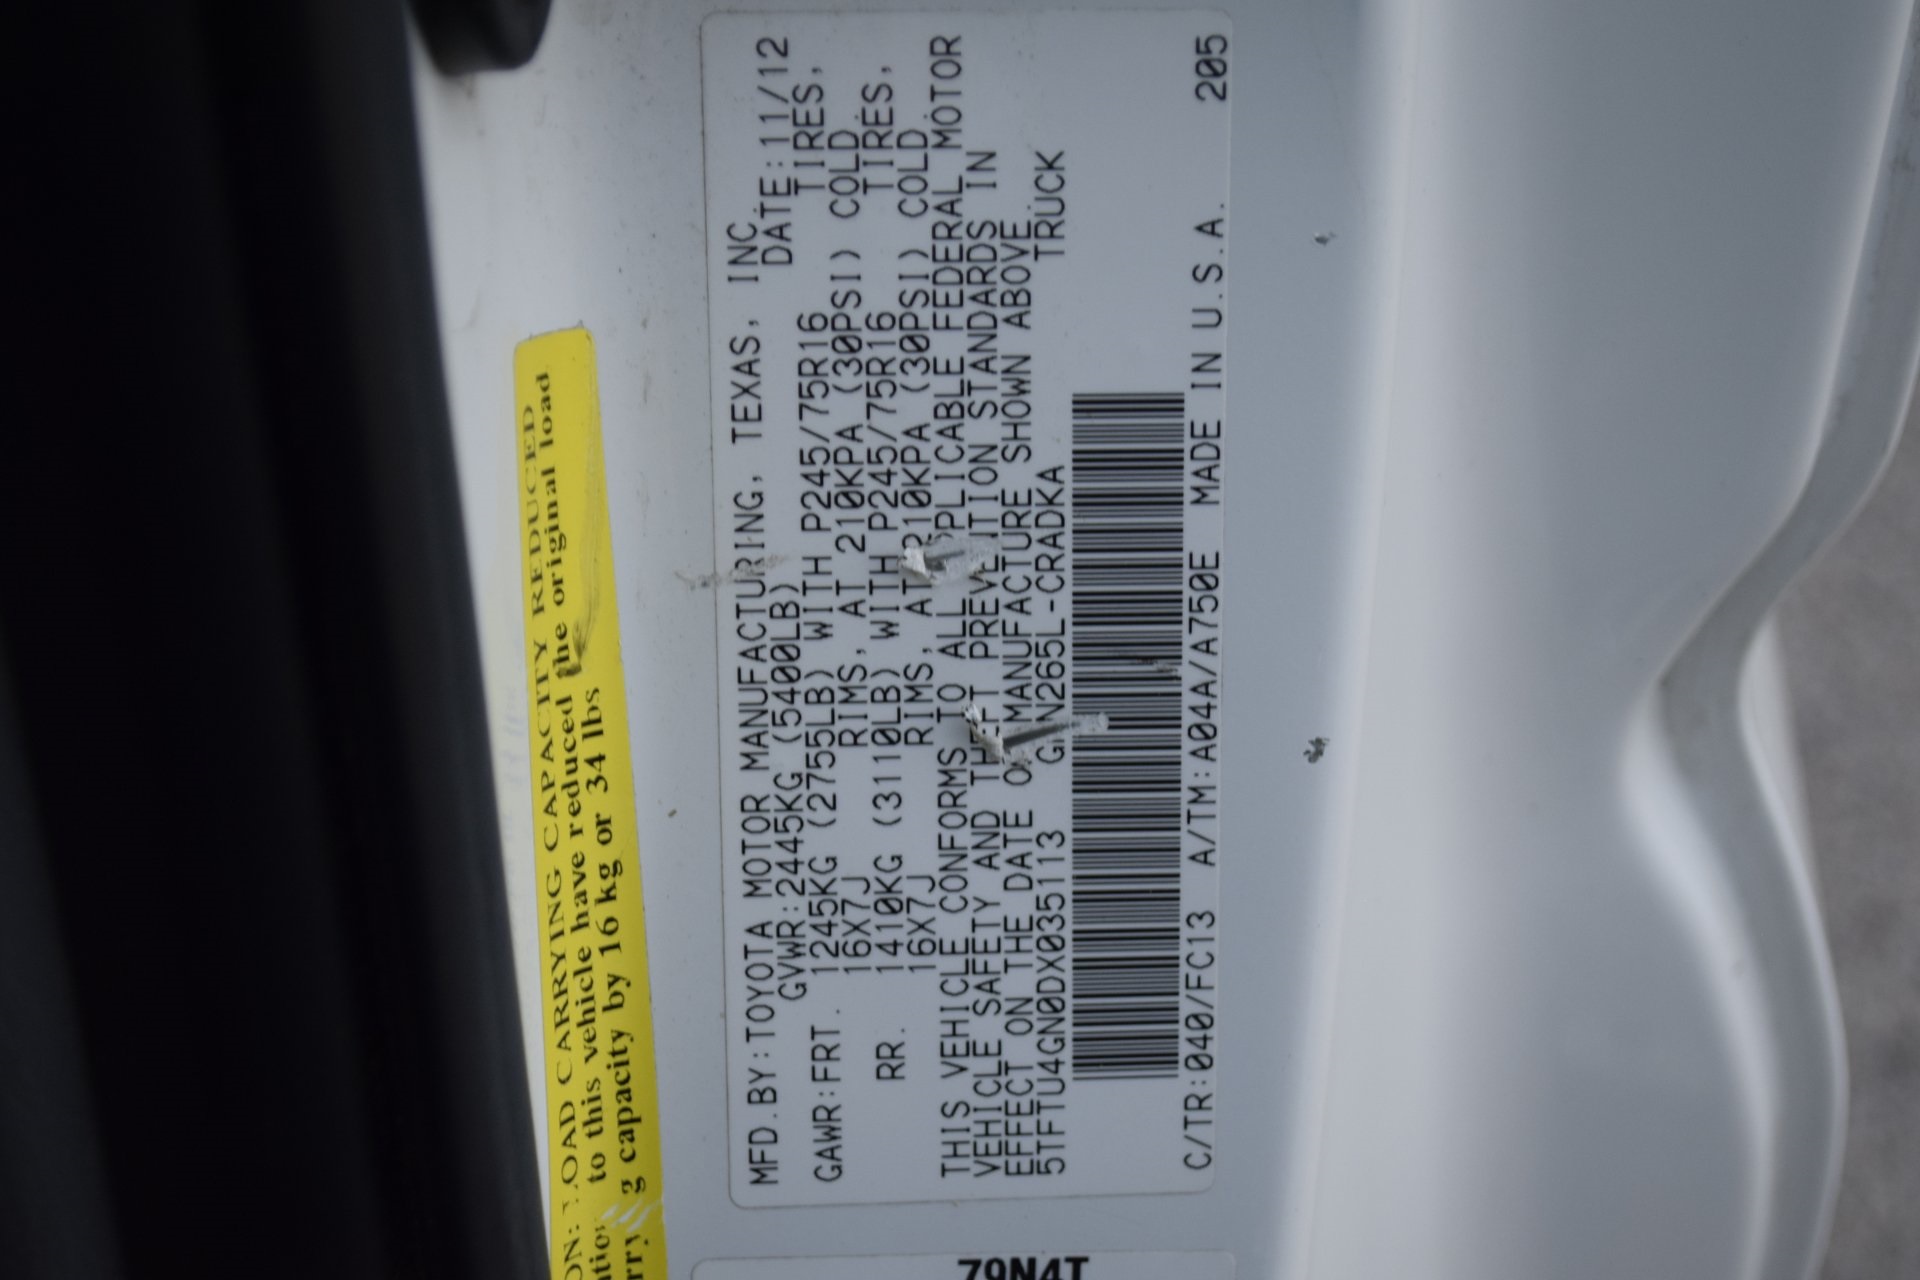 ON: LOAD CARRYING CAPACITY REDUCED
to this vehicle have reduced the original load
capacity by 16 kg or 34 lbs
MFD.BY:TOYOTA MOTOR MANUFACTURING, TEXAS, INC.
GVWR:2445KG (5400LB) DATE:11/12
GAWR:FRT. 1245KG (2755LB) WITH P245/75R16 TIRES,
16X7J RIMS, AT 210KPA (30PSI) COLD
RR. 1410KG (3110LB) WITH P245/75R16 TIRES,
16X7J RIMS, AT 210KPA (30PSI) COLD
THIS VEHICLE CONFORMS TO ALL APPLICABLE FEDERAL MOTOR
VEHICLE SAFETY AND THEFT PREVENTION STANDARDS IN
EFFECT ON THE DATE OF MANUFACTURE SHOWN ABOVE
5TFTU4GN0DX035113 GRN265L-CRADKA TRUCK
C/TR:040/FC13 A/TM:A04A/A750E MADE IN U.S.A. 205
79N4T